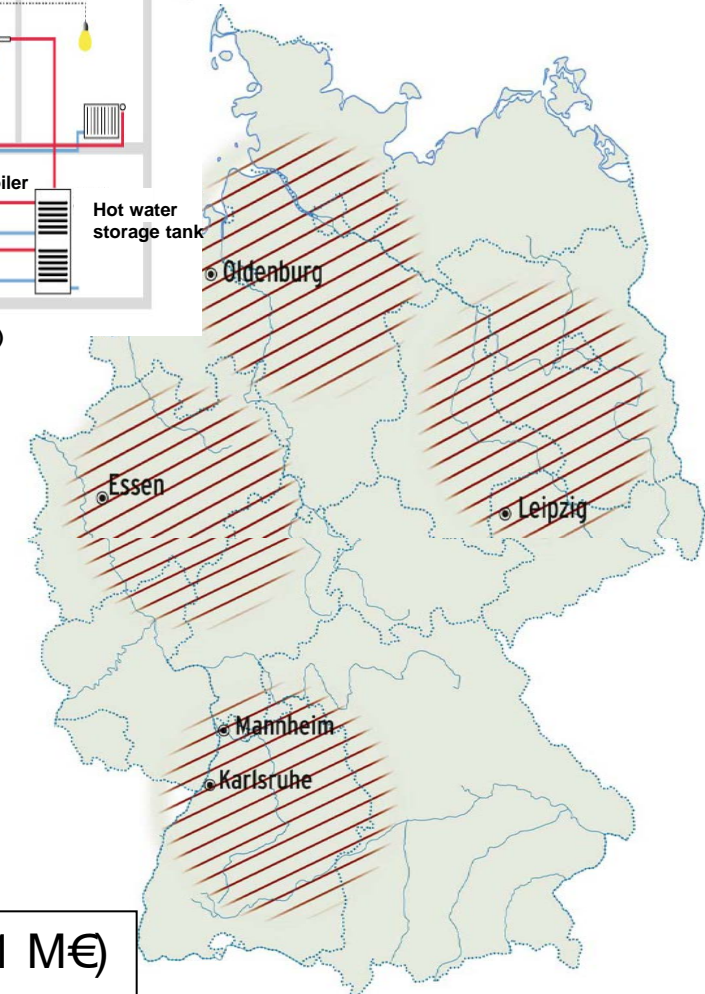 iler
Hot water
storage tank
)
Oldenburg
Essen
Leipzig
Mannheim
Karlsruhe
M€)